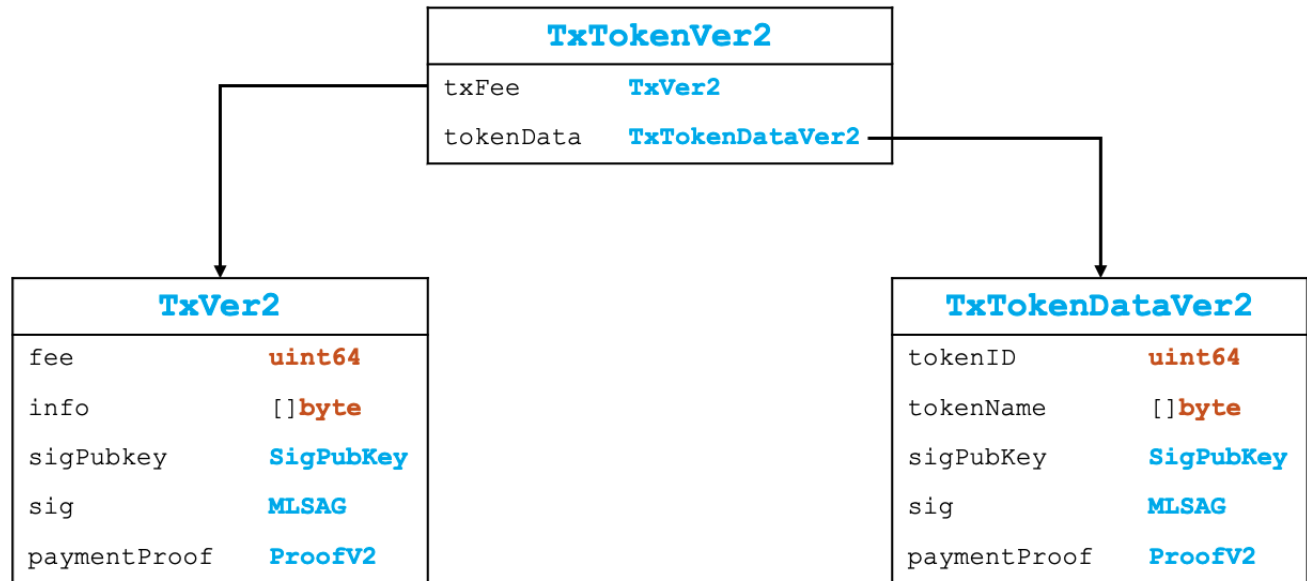 TxTokenVer2
txFee TxVer2
tokenData TxTokenDataVer2
TxVer2
fee uint64
info []byte
sigPubkey SigPubKey
sig MLSAG
paymentProof ProofV2
TxTokenDataVer2
tokenID uint64
tokenName []byte
sigPubKey SigPubKey
sig MLSAG
paymentProof ProofV2